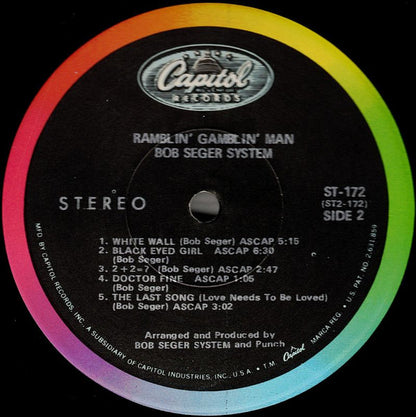 Capitol
RECORDS
RAMBLIN' GAMBLIN' MAN
BOB SEGER SYSTEM
STEREO
ST-172
(ST2-172)
SIDE 2
1. WHITE WALL (Bob Seger) ASCAP 5:15
2. BLACK EYED GIRL ASCAP 6:30
(Bob Seger)
3. 2 + 2 = ? (Bob Seger) ASCAP 2:47
4. DOCTOR FINE ASCAP 1:05
(Bob Seger)
5. THE LAST SONG (Love Needs To Be Loved)
(Bob Seger) ASCAP 3:02
Arranged and Produced by
BOB SEGER SYSTEM and Punch
MFD. BY CAPITOL RECORDS, INC., A SUBSIDIARY OF CAPITOL INDUSTRIES, INC., U.S.A. • T.M. Capitol MARCA REG. • U.S. PAT. NO. 2,631,859